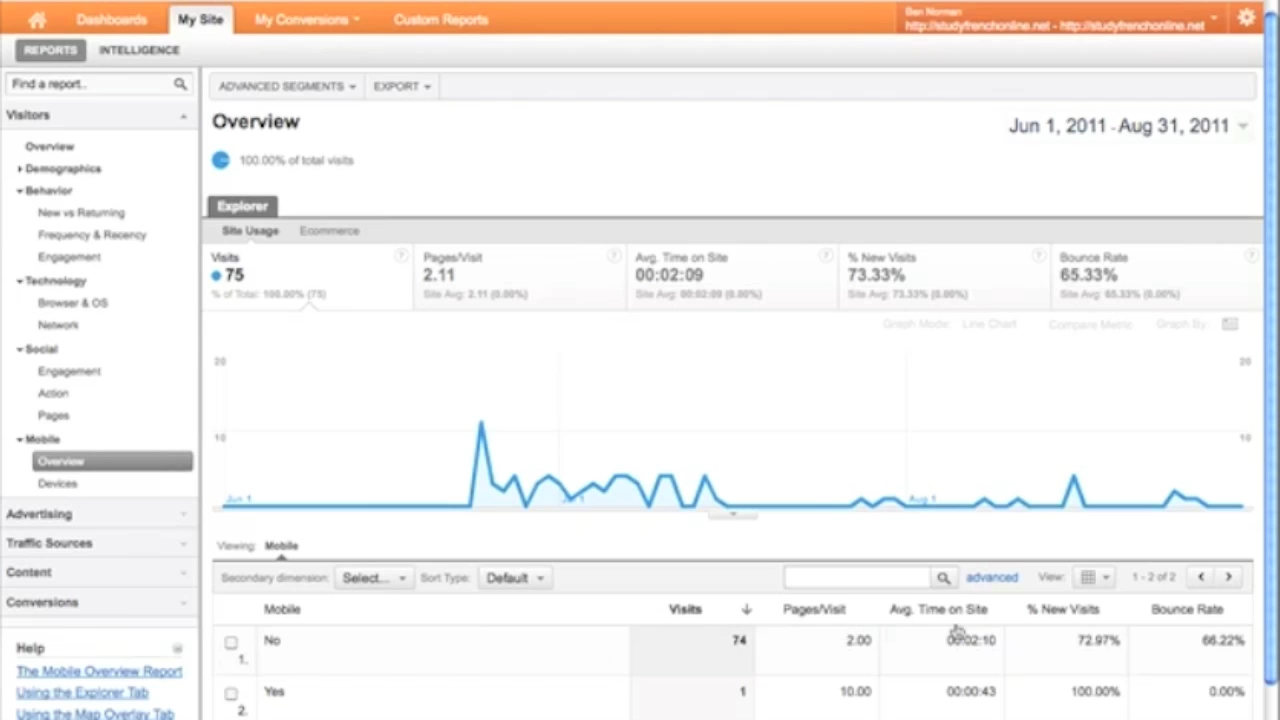 Dashboards My Site My Conversions Custom Reports
Ben Norman
http://studyfrenchonline.net - http://studyfrenchonline.net
REPORTS INTELLIGENCE
Find a report..
ADVANCED SEGMENTS EXPORT
Visitors
Overview
Demographics
Behavior
New vs Returning
Frequency & Recency
Engagement
Technology
Browser & OS
Network
Social
Engagement
Action
Pages
Mobile
Overview
Devices
Advertising
Traffic Sources
Content
Conversions
Help
The Mobile Overview Report
Using the Explorer Tab
Using the Map Overlay Tab
Overview
Jun 1, 2011 - Aug 31, 2011
100.00% of total visits
Explorer
Site Usage Ecommerce
Visits
75
% of Total: 100.00% (75)
Pages/Visit
2.11
Site Avg: 2.11 (0.00%)
Avg. Time on Site
00:02:09
Site Avg: 00:02:09 (0.00%)
% New Visits
73.33%
Site Avg: 73.33% (0.00%)
Bounce Rate
65.33%
Site Avg: 65.33% (0.00%)
Graph Mode: Line Chart Compare Metric Graph By:
20 20
10 10
Jun 1 Aug 1
Viewing: Mobile
Secondary dimension: Select... Sort Type: Default advanced View: 1 - 2 of 2
Mobile Visits Pages/Visit Avg. Time on Site % New Visits Bounce Rate
1. No 74 2.00 00:02:10 72.97% 66.22%
2. Yes 1 10.00 00:00:43 100.00% 0.00%